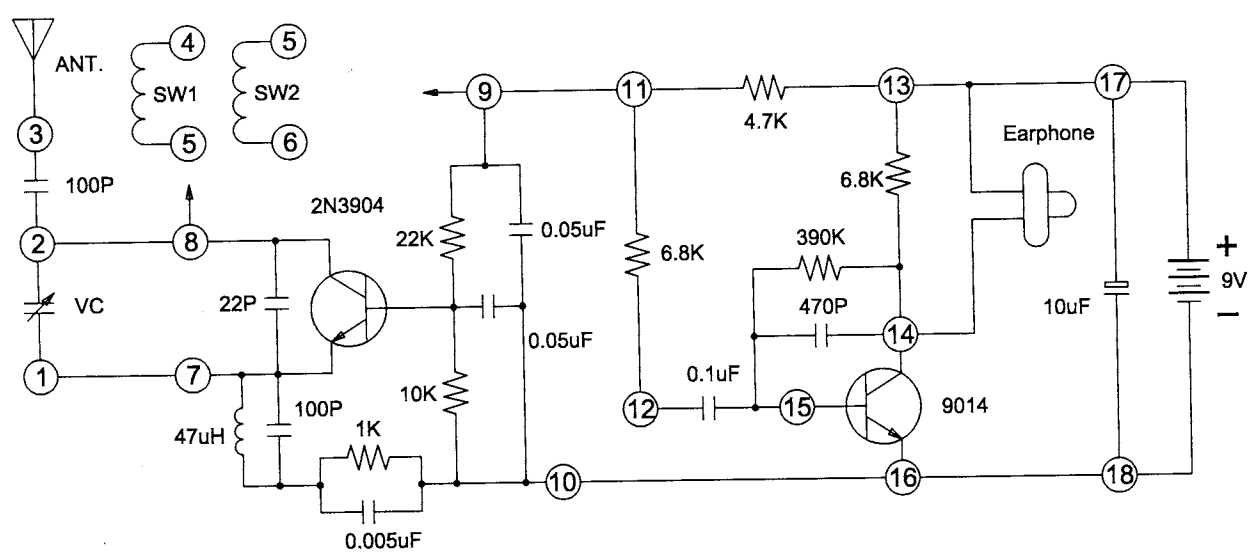 ANT.
4
5
SW1
SW2
5
6
3
100P
2
8
2N3904
VC
22P
1
7
47uH
100P
1K
0.005uF
9
22K
0.05uF
0.05uF
10K
10
11
4.7K
13
17
6.8K
6.8K
Earphone
390K
470P
14
10uF
+
9V
−
12
0.1uF
15
9014
16
18